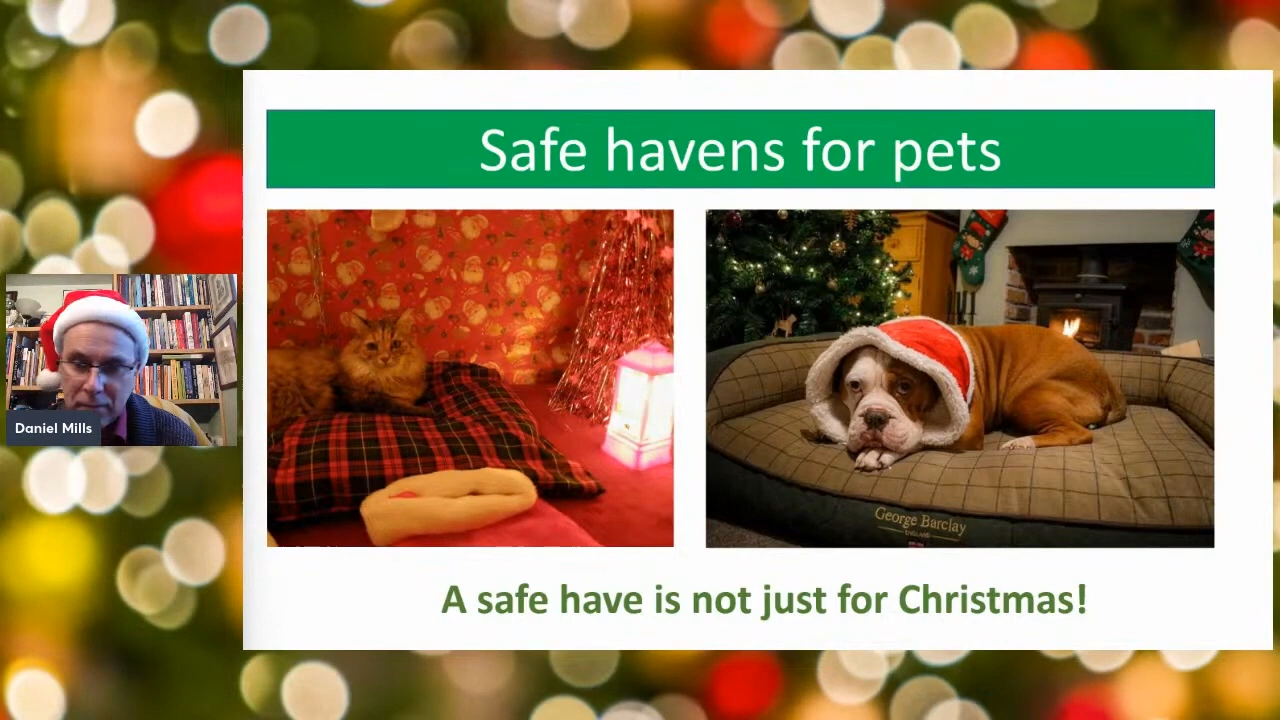 Safe havens for pets
Daniel Mills
George Barclay
ENGLAND
A safe have is not just for Christmas!